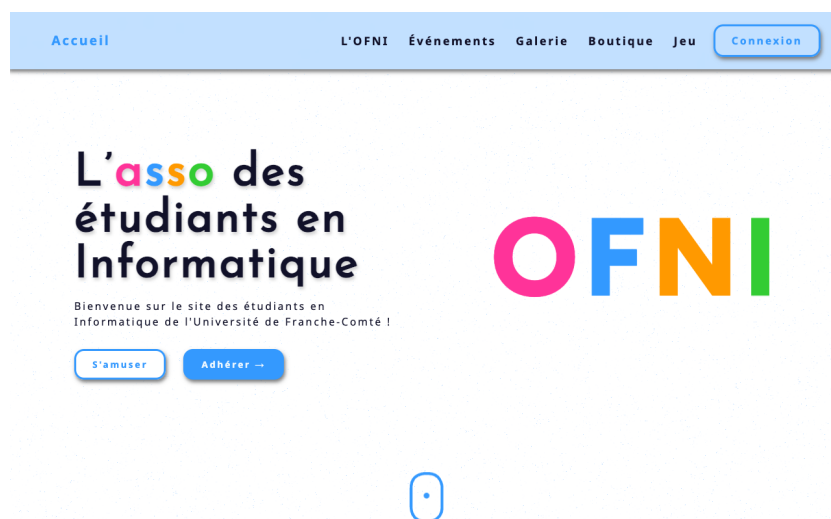 Accueil L'OFNI Événements Galerie Boutique Jeu Connexion
L'asso des
étudiants en
Informatique
OFNI
Bienvenue sur le site des étudiants en
Informatique de l'Université de Franche-Comté !
S'amuser Adhérer →